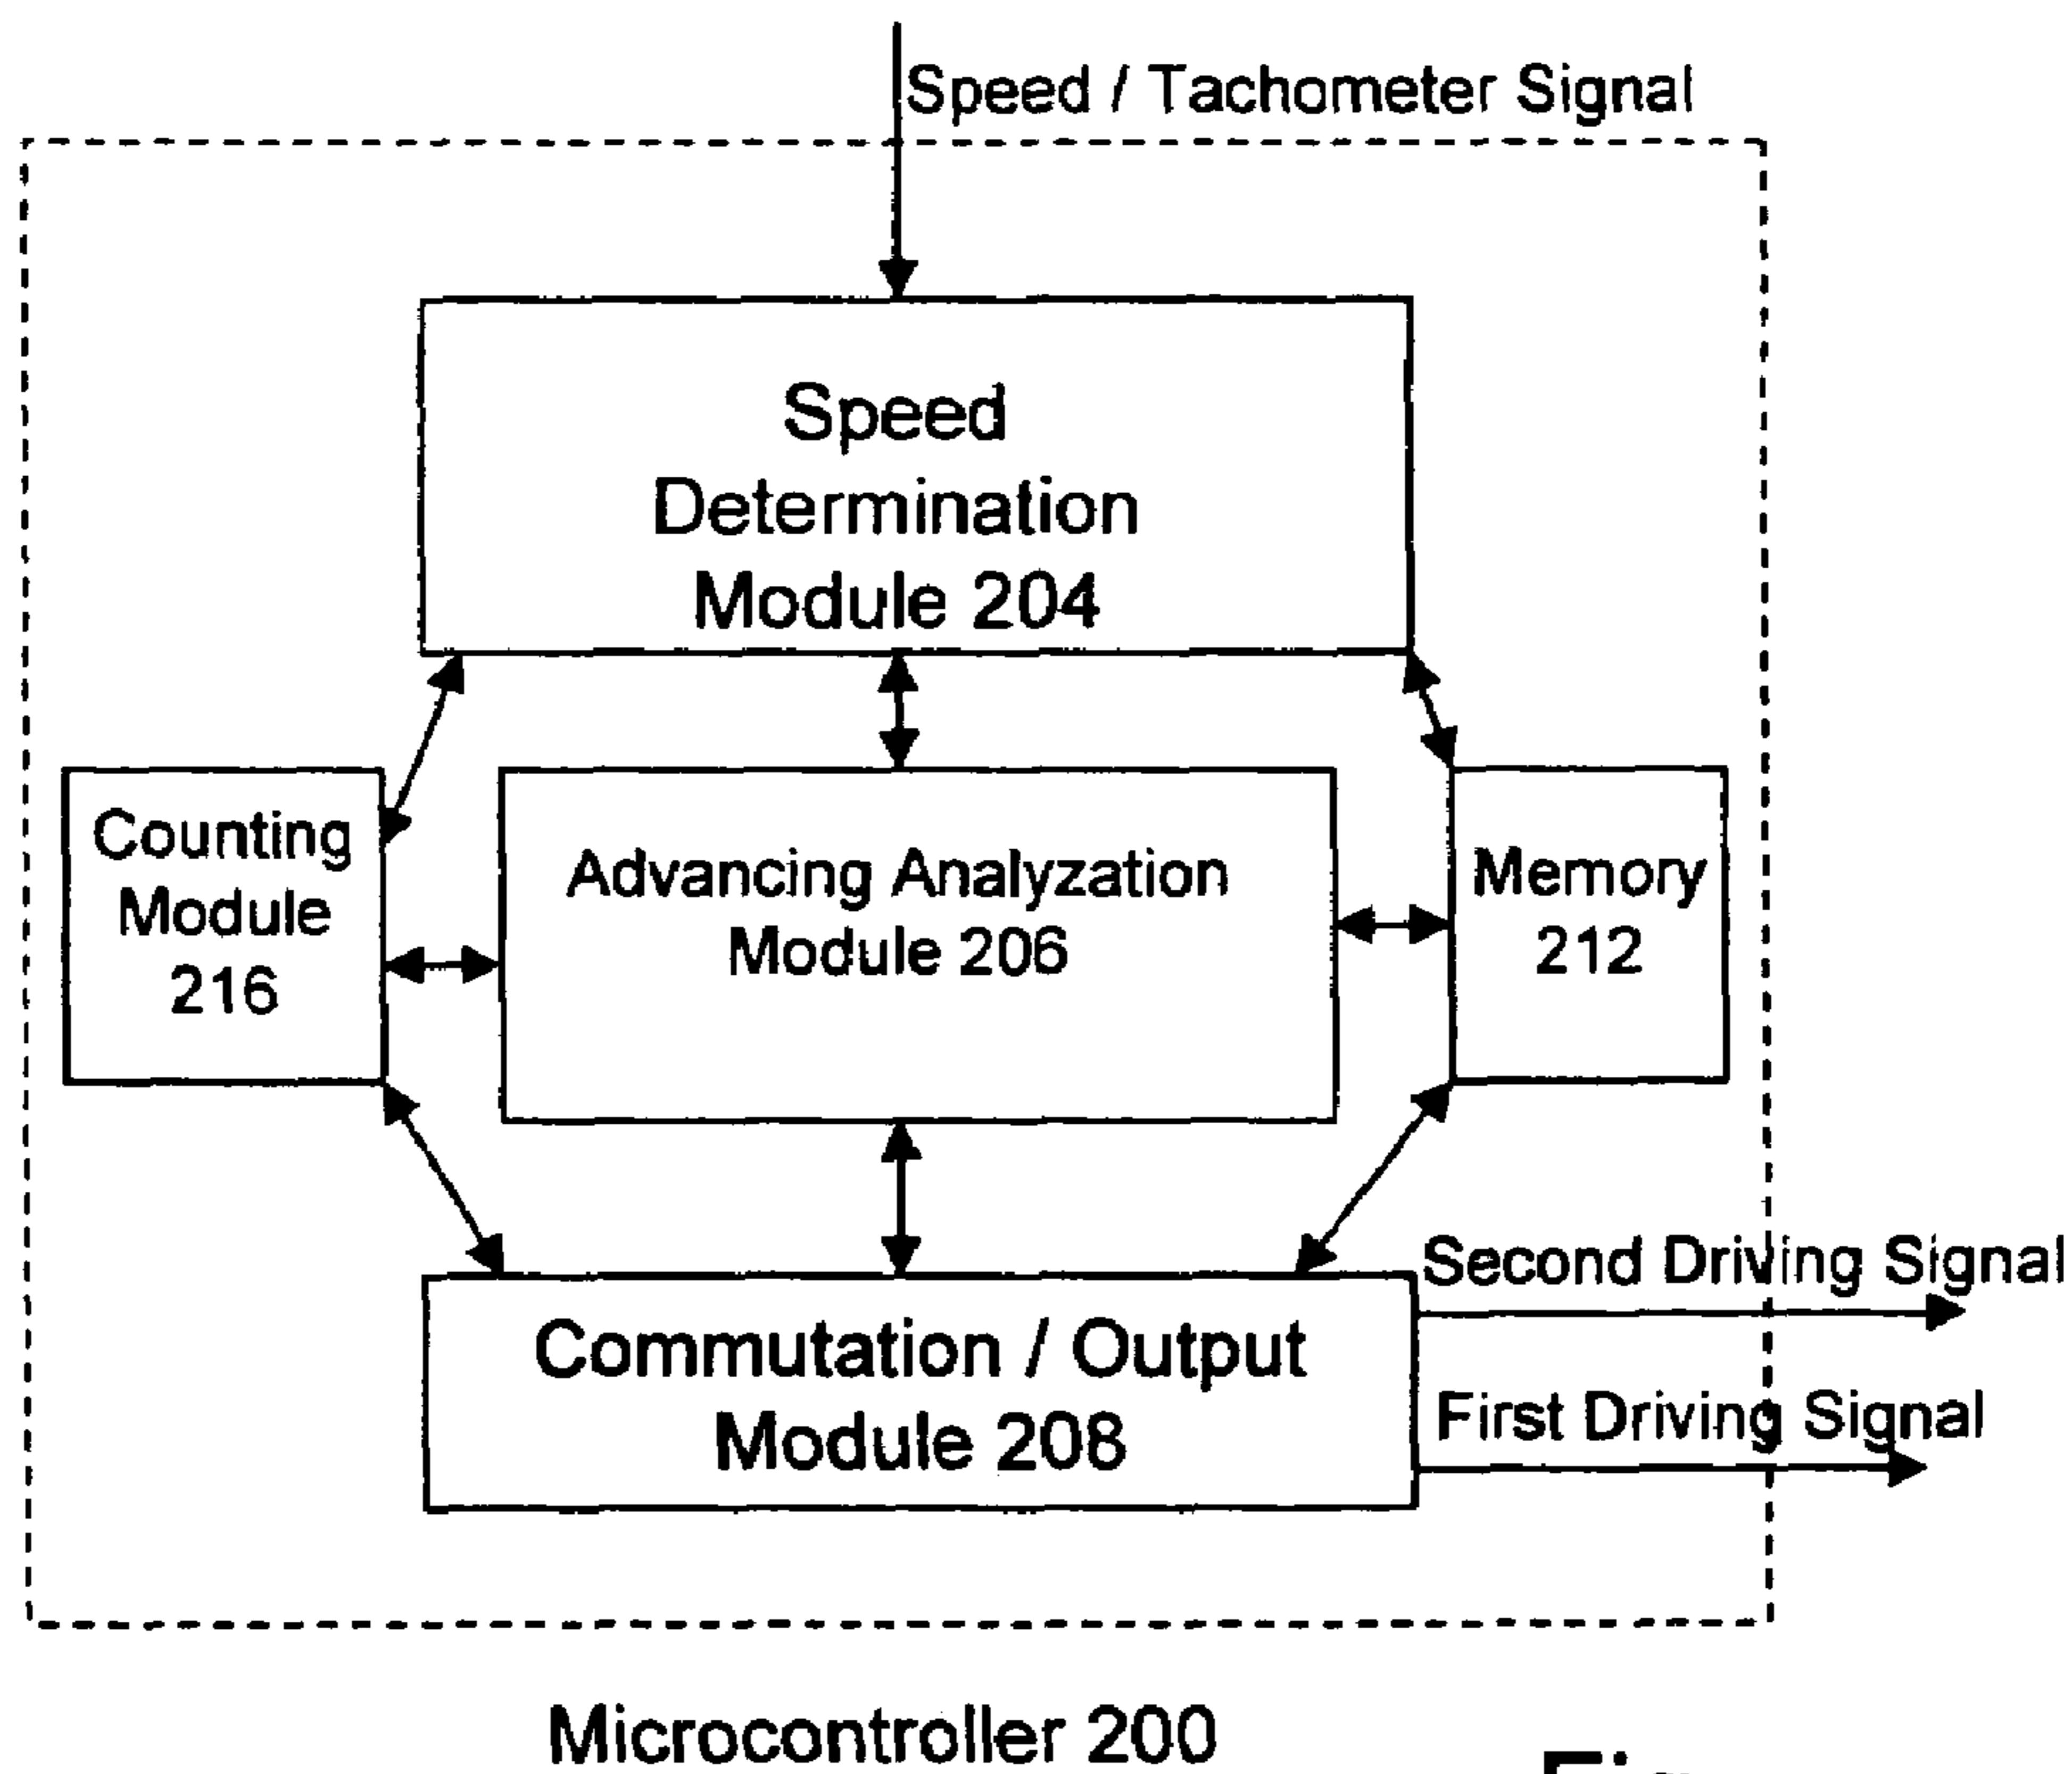 Speed / Tachometer Signal
Speed
Determination
Module 204
Counting
Module
216
Advancing Analyzation
Module 206
Memory
212
Second Driving Signal
Commutation / Output
Module 208
First Driving Signal
Microcontroller 200